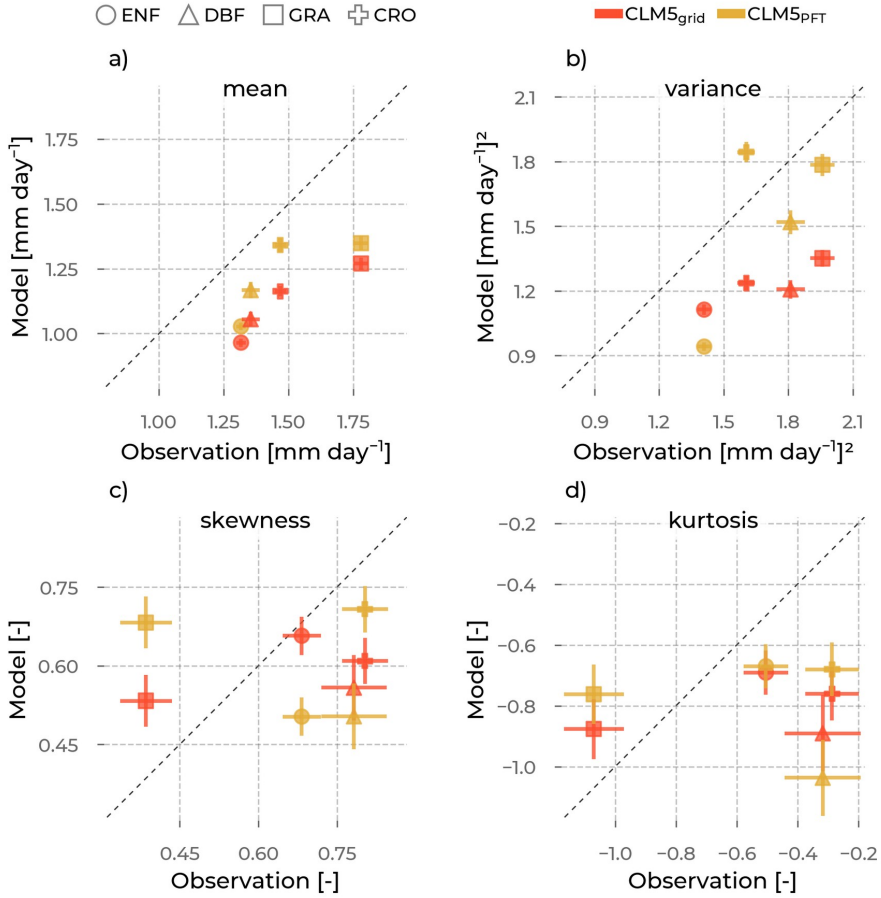 ENF DBF GRA CRO CLM5grid CLM5PFT
a)
mean
Model [mm day⁻¹]
1.75
1.50
1.25
1.00
1.00 1.25 1.50 1.75
Observation [mm day⁻¹]
b)
variance
Model [mm day⁻¹]²
2.1
1.8
1.5
1.2
0.9
0.9 1.2 1.5 1.8 2.1
Observation [mm day⁻¹]²
c)
skewness
Model [-]
0.75
0.60
0.45
0.45 0.60 0.75
Observation [-]
d)
kurtosis
Model [-]
−0.2
−0.4
−0.6
−0.8
−1.0
−1.0 −0.8 −0.6 −0.4 −0.2
Observation [-]